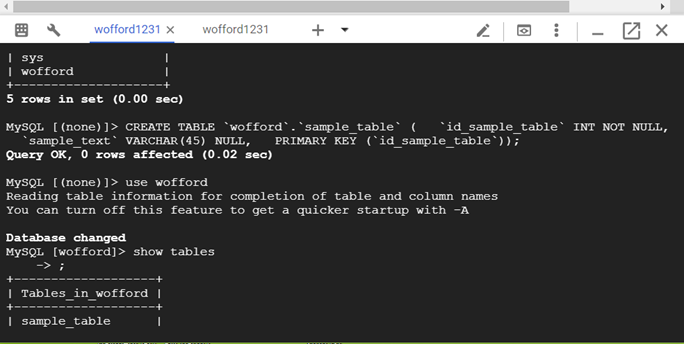 wofford1231 × wofford1231
| sys                 |
| wofford             |
+--------------------+
5 rows in set (0.00 sec)
MySQL [(none)]> CREATE TABLE `wofford`.`sample_table` (   `id_sample_table` INT NOT NULL,
  `sample_text` VARCHAR(45) NULL,   PRIMARY KEY (`id_sample_table`));
Query OK, 0 rows affected (0.02 sec)
MySQL [(none)]> use wofford
Reading table information for completion of table and column names
You can turn off this feature to get a quicker startup with -A
Database changed
MySQL [wofford]> show tables
    -> ;
+-------------------+
| Tables_in_wofford |
+-------------------+
| sample_table      |